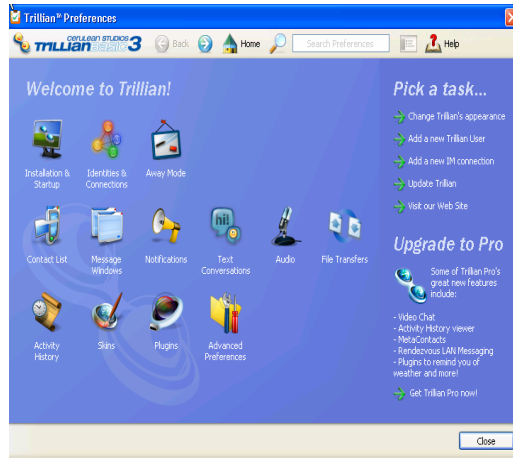 Trillian™ Preferences
cerulean studios
TRILLIAN BASIC 3
Back
Home
Search Preferences
Help
Welcome to Trillian!
Installation &
Startup
Identities &
Connections
Away Mode
Contact List
Message
Windows
Notifications
hi!
Text
Conversations
Audio
File Transfers
Activity
History
Skins
Plugins
Advanced
Preferences
Pick a task...
Change Trillian's appearance
Add a new Trillian User
Add a new IM connection
Update Trillian
Visit our Web Site
Upgrade to Pro
Some of Trillian Pro's
great new features
include:
- Video Chat
- Activity History viewer
- MetaContacts
- Rendezvous LAN Messaging
- Plugins to remind you of
weather and more!
Get Trillian Pro now!
Close